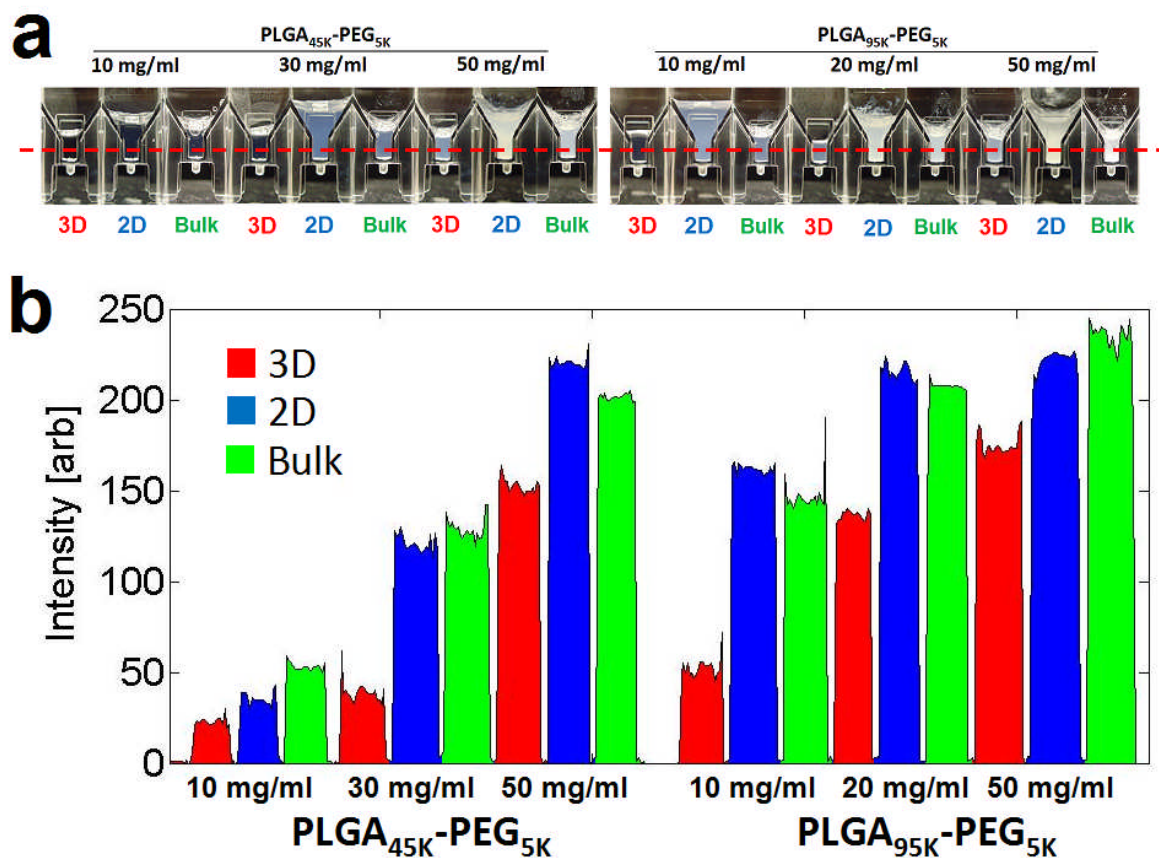 a
PLGA45K-PEG5K PLGA95K-PEG5K
10 mg/ml 30 mg/ml 50 mg/ml 10 mg/ml 20 mg/ml 50 mg/ml
3D 2D Bulk 3D 2D Bulk 3D 2D Bulk 3D 2D Bulk 3D 2D Bulk 3D 2D Bulk
b
250
200
150
100
50
0
Intensity [arb]
3D
2D
Bulk
10 mg/ml 30 mg/ml 50 mg/ml 10 mg/ml 20 mg/ml 50 mg/ml
PLGA45K-PEG5K PLGA95K-PEG5K